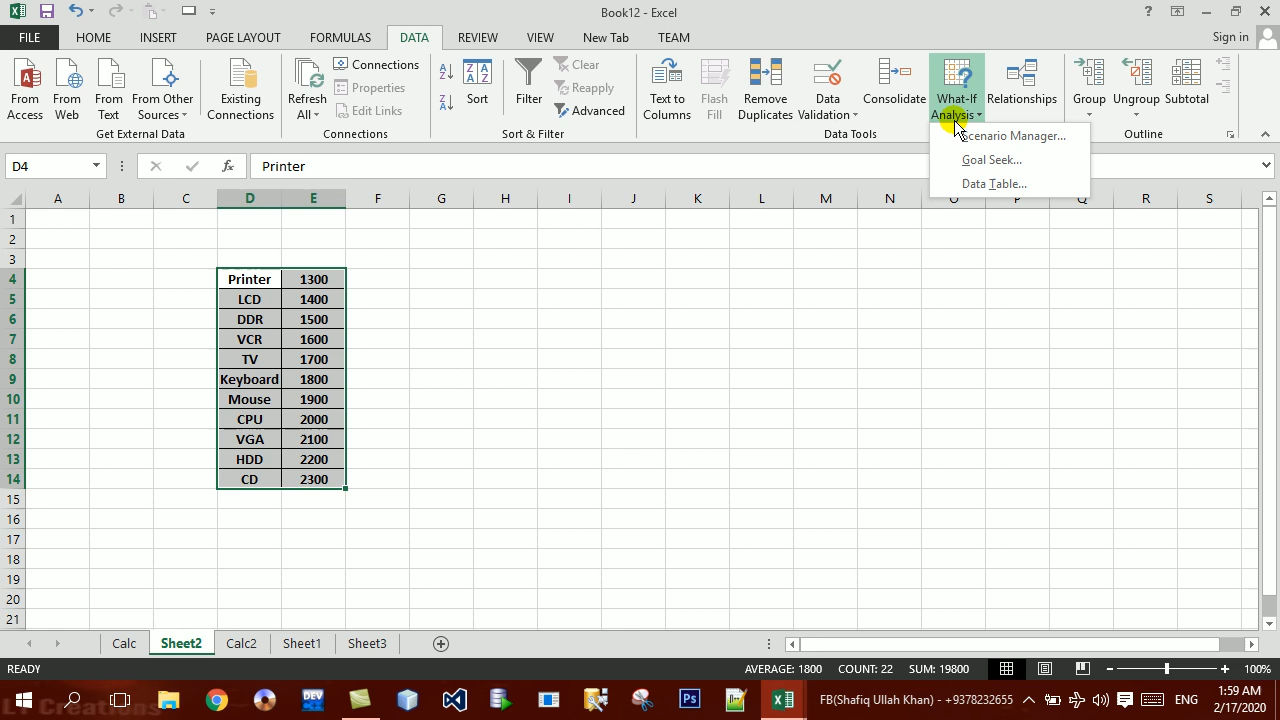 Book12 - Excel
?
FILE HOME INSERT PAGE LAYOUT FORMULAS DATA REVIEW VIEW New Tab TEAM Sign in
From Access
From Web
From Text
From Other Sources
Existing Connections
Refresh All
Connections
Properties
Edit Links
Sort
Filter
Clear
Reapply
Advanced
Text to Columns
Flash Fill
Remove Duplicates
Data Validation
Consolidate
What-If Analysis
Relationships
Group
Ungroup
Subtotal
Get External Data Connections Sort & Filter Data Tools Outline
Scenario Manager...
Goal Seek...
Data Table...
D4 fx Printer
A B C D E F G H I J K L M N O P Q R S
1
2
3
4 Printer 1300
5 LCD 1400
6 DDR 1500
7 VCR 1600
8 TV 1700
9 Keyboard 1800
10 Mouse 1900
11 CPU 2000
12 VGA 2100
13 HDD 2200
14 CD 2300
15
16
17
18
19
20
21
Calc Sheet2 Calc2 Sheet1 Sheet3
READY AVERAGE: 1800 COUNT: 22 SUM: 19800 100%
LT Creations
FB(Shafiq Ullah Khan) - +9378232655 ENG 1:59 AM
2/17/2020